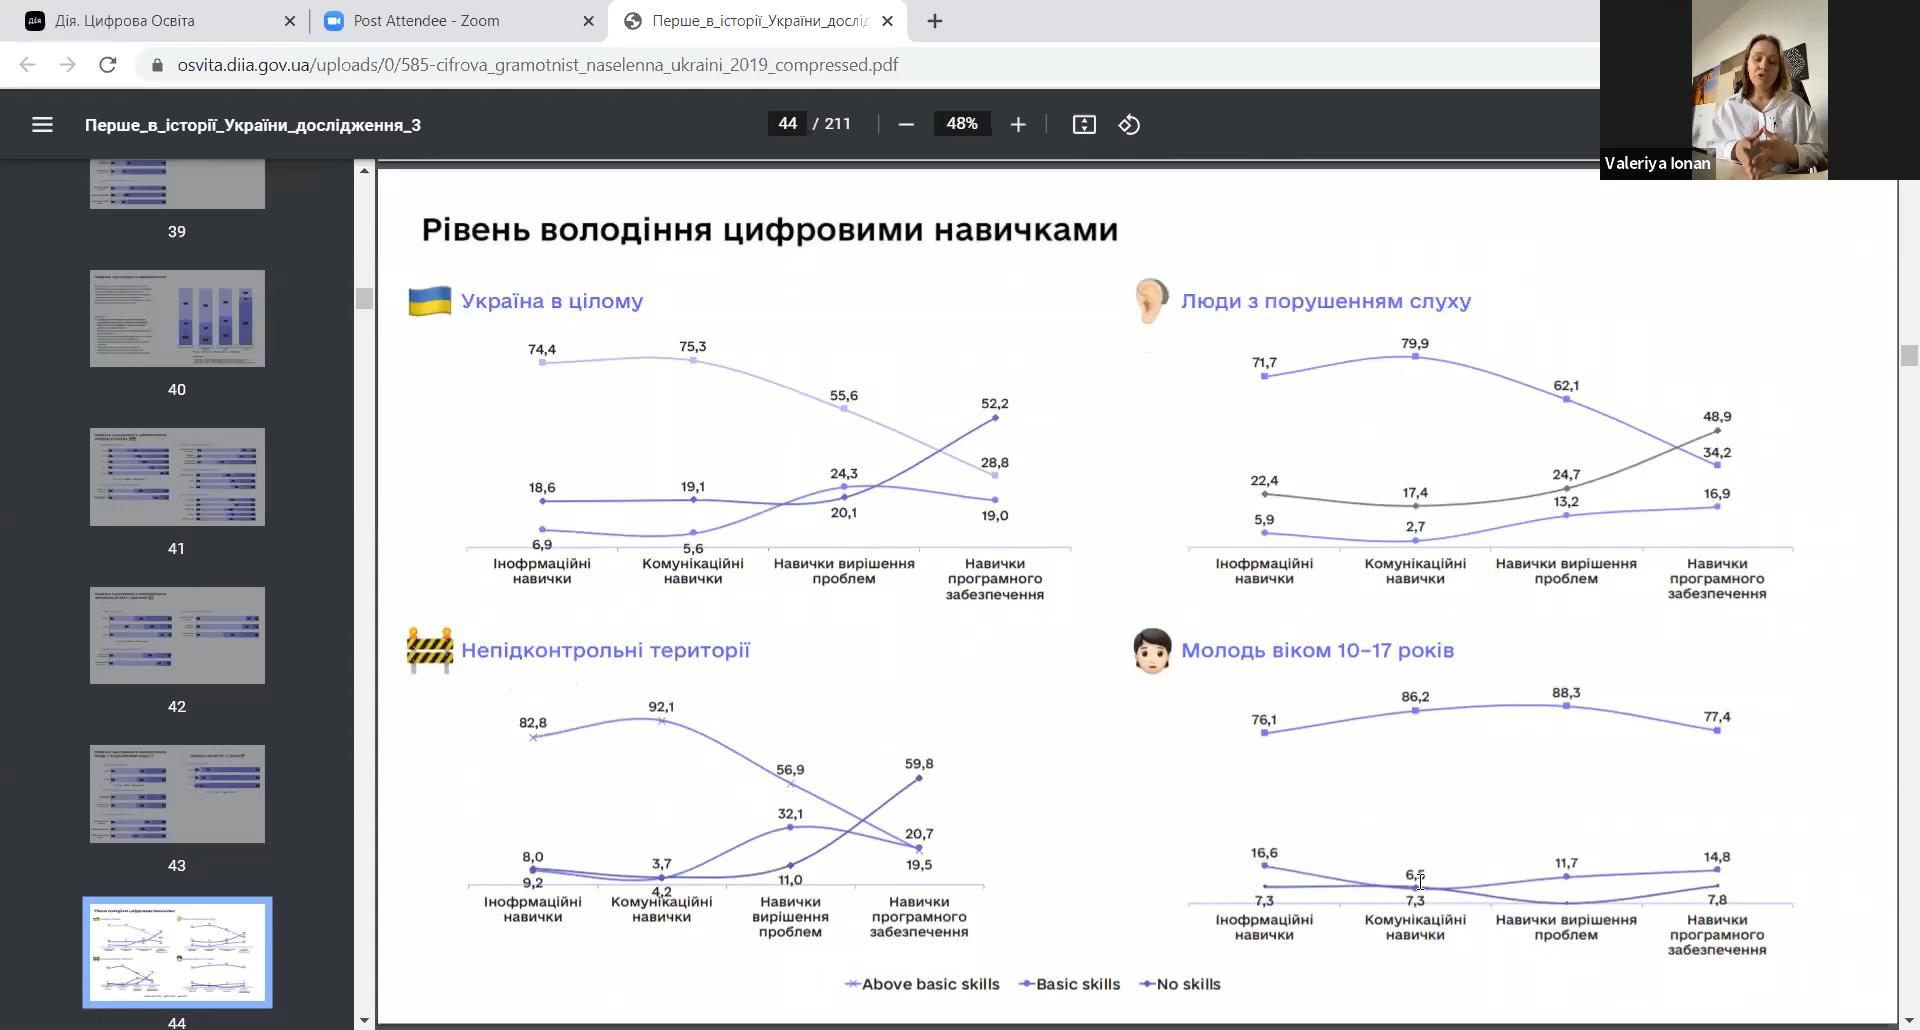 Дія. Цифрова Освіта
Post Attendee - Zoom
Перше_в_історії_України_дослід
osvita.diia.gov.ua/uploads/0/585-cifrova_gramotnist_naselenna_ukraini_2019_compressed.pdf
Valeriya Ionan
Перше_в_історії_України_дослідження_3
44 / 211
48%
39
40
41
42
43
44
Рівень володіння цифровими навичками
Україна в цілому
74,4
75,3
55,6
52,2
28,8
24,3
18,6
19,1
20,1
19,0
6,9
5,6
Інофрмаційні навички
Комунікаційні навички
Навички вирішення проблем
Навички програмного забезпечення
Люди з порушенням слуху
71,7
79,9
62,1
48,9
34,2
22,4
17,4
24,7
13,2
16,9
5,9
2,7
Інофрмаційні навички
Комунікаційні навички
Навички вирішення проблем
Навички програмного забезпечення
Непідконтрольні території
82,8
92,1
56,9
59,8
32,1
20,7
19,5
8,0
3,7
11,0
9,2
4,2
Інофрмаційні навички
Комунікаційні навички
Навички вирішення проблем
Навички програмного забезпечення
Молодь віком 10–17 років
76,1
86,2
88,3
77,4
16,6
11,7
14,8
7,3
7,3
7,8
Інофрмаційні навички
Комунікаційні навички
Навички вирішення проблем
Навички програмного забезпечення
Above basic skills
Basic skills
No skills